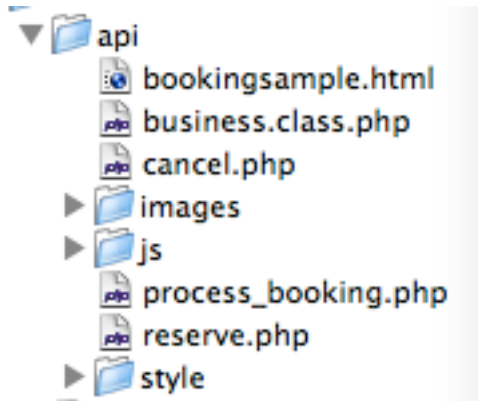 api
bookingsample.html
business.class.php
cancel.php
images
js
process_booking.php
reserve.php
style